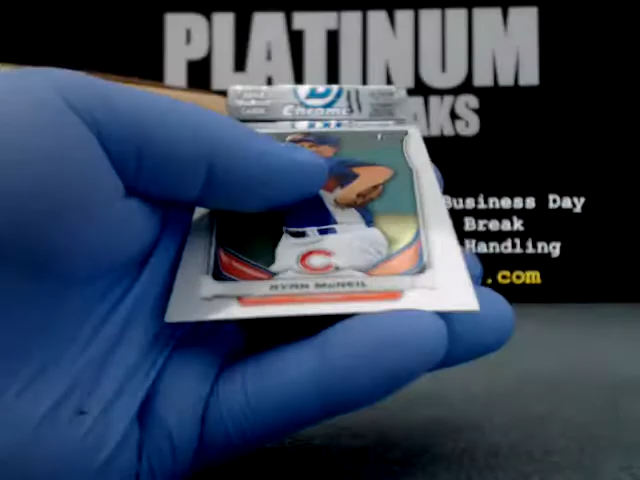 PLATINUM
AKS
Business Day
Break
Handling
.com
Chrome
C
RYAN McNEIL